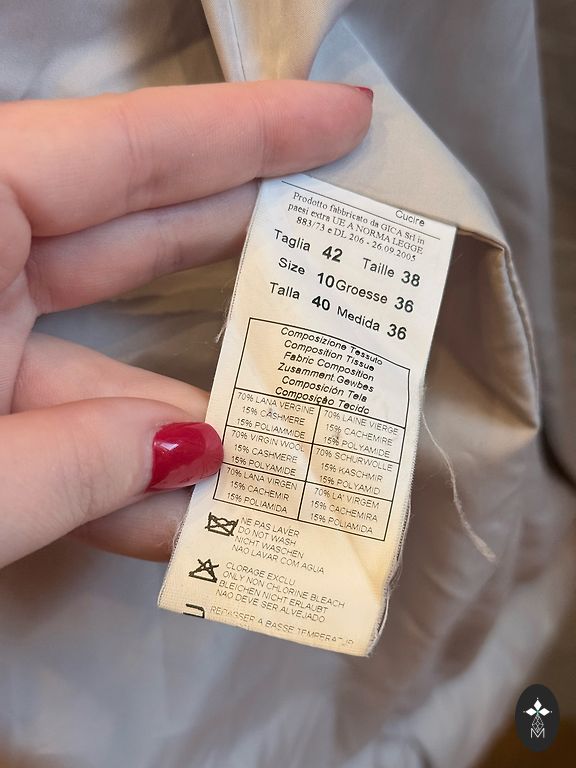 Cucire
Prodotto fabbricato da GICA Srl in
paesi extra UE A NORMA LEGGE
883/73 e DL 206 - 26.09.2005
Taglia 42 Taille 38
Size 10 Groesse 36
Talla 40 Medida 36
Composizione Tessuto
Composition Tissue
Fabric Composition
Zusamment.Gewbes
Composición Tela
Composição Tecido
70% LANA VERGINE
15% CASHMERE
15% POLIAMMIDE
70% LAINE VIERGE
15% CACHEMIRE
15% POLYAMIDE
70% VIRGIN WOOL
15% CASHMERE
15% POLYAMIDE
70% SCHURWOLLE
15% KASCHMIR
15% POLYAMID
70% LANA VIRGEN
15% CACHEMIR
15% POLIAMIDA
70% LA' VIRGEM
15% CACHEMIRA
15% POLIAMIDA
NE PAS LAVER
DO NOT WASH
NICHT WASCHEN
NAO LAVAR COM AGUA
CLORAGE EXCLU
ONLY NON CHLORINE BLEACH
BLEICHEN NICHT ERLAUBT
NAO DEVE SER ALVEJADO
REPASSER A BASSE TEMPERATUR
M